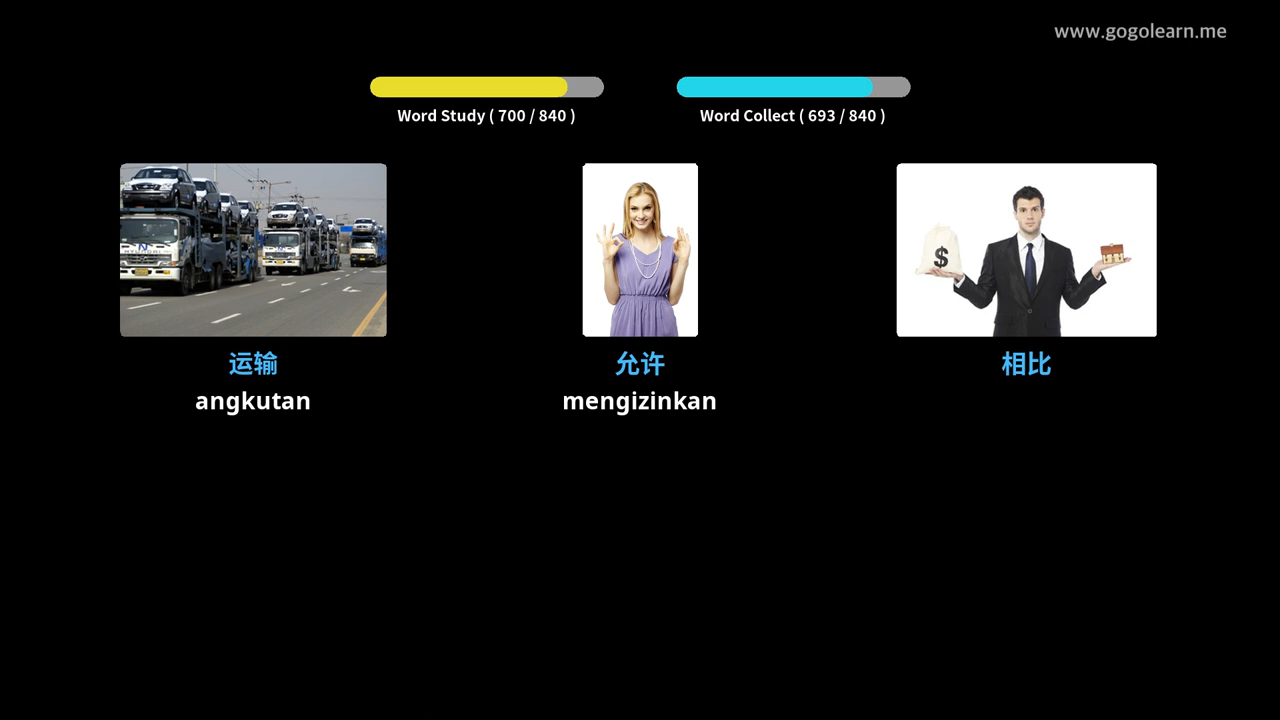 www.gogolearn.me
Word Study ( 700 / 840 )
Word Collect ( 693 / 840 )
$
运输
允许
相比
angkutan
mengizinkan